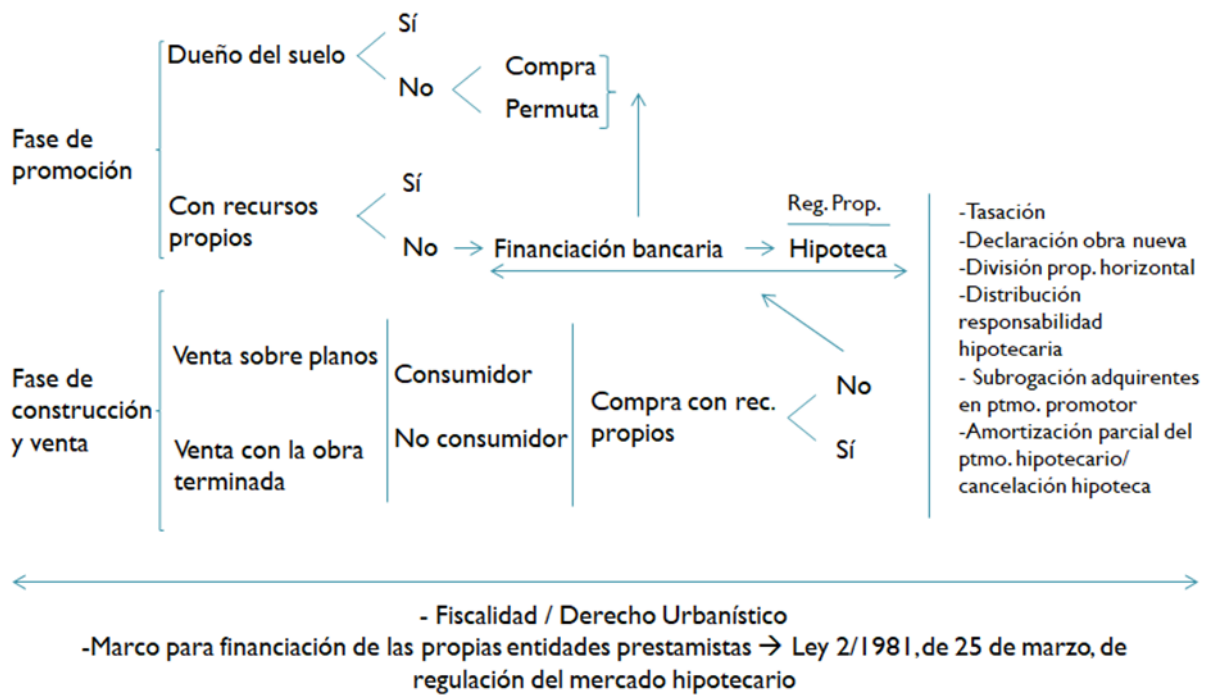 Fase de
promoción
Dueño del suelo
Sí
No
Compra
Permuta
Con recursos
propios
Sí
No
Financiación bancaria
Reg. Prop.
Hipoteca
Fase de
construcción
y venta
Venta sobre planos
Venta con la obra
terminada
Consumidor
No consumidor
Compra con rec.
propios
No
Sí
-Tasación
-Declaración obra nueva
-División prop. horizontal
-Distribución
responsabilidad
hipotecaria
- Subrogación adquirentes
en ptmo. promotor
-Amortización parcial del
ptmo. hipotecario/
cancelación hipoteca
- Fiscalidad / Derecho Urbanístico
-Marco para financiación de las propias entidades prestamistas → Ley 2/1981, de 25 de marzo, de
regulación del mercado hipotecario